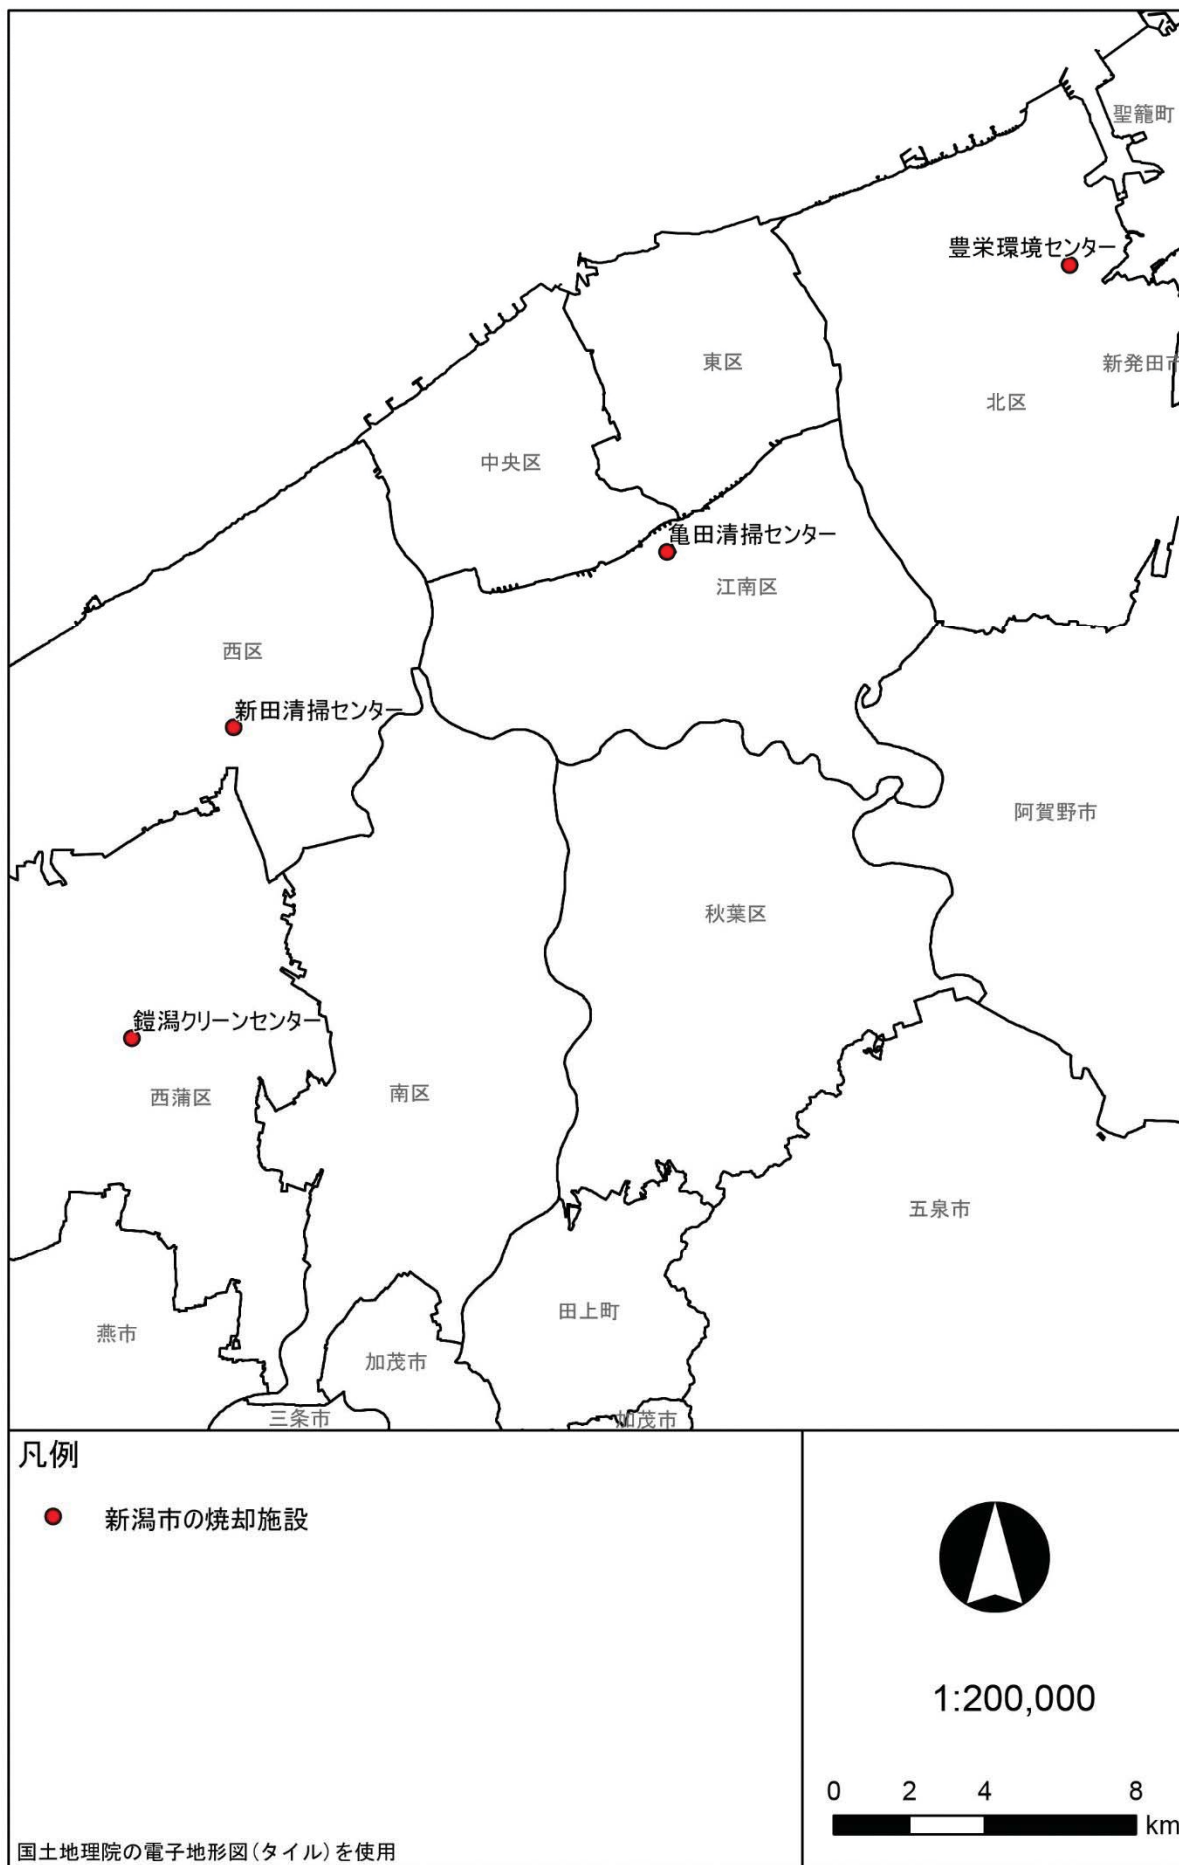 聖籠町
豊栄環境センター
東区
新発田市
北区
中央区
亀田清掃センター
江南区
西区
新田清掃センター
阿賀野市
秋葉区
鎧潟クリーンセンター
西蒲区
南区
五泉市
田上町
燕市
加茂市
三条市
加茂市
凡例
新潟市の焼却施設
1:200,000
0 2 4 8
km
国土地理院の電子地形図(タイル)を使用